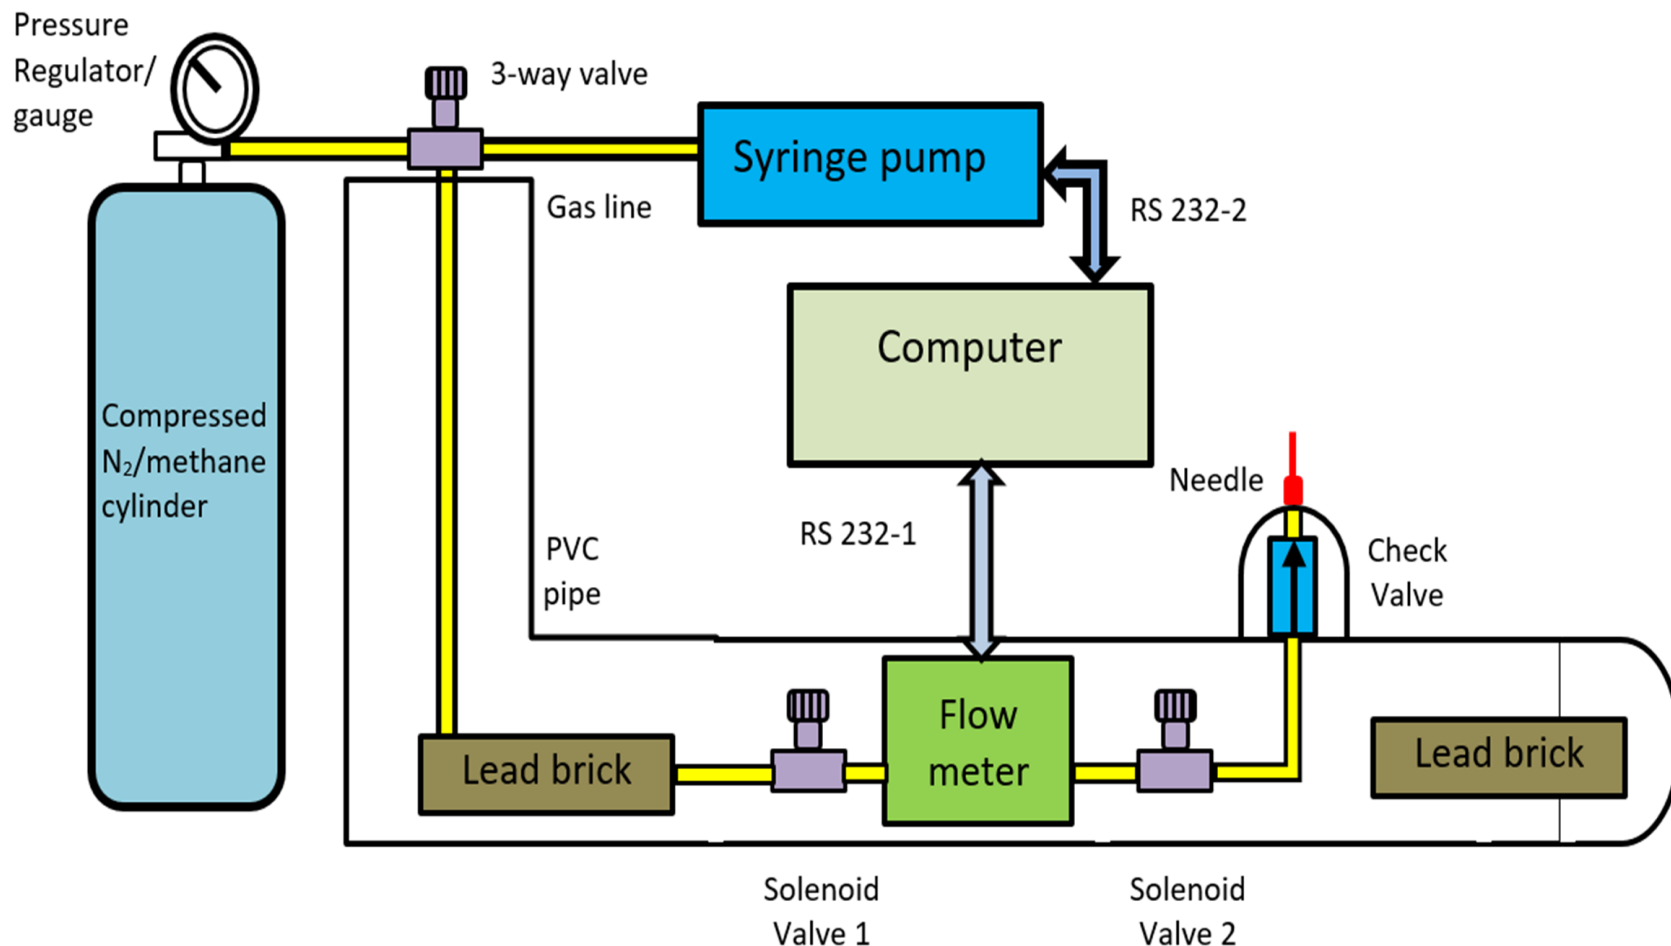 Pressure
Regulator/
gauge
3-way valve
Syringe pump
Gas line
RS 232-2
Computer
Compressed
N₂/methane
cylinder
Needle
RS 232-1
PVC
pipe
Check
Valve
Flow
meter
Lead brick
Lead brick
Solenoid
Valve 1
Solenoid
Valve 2